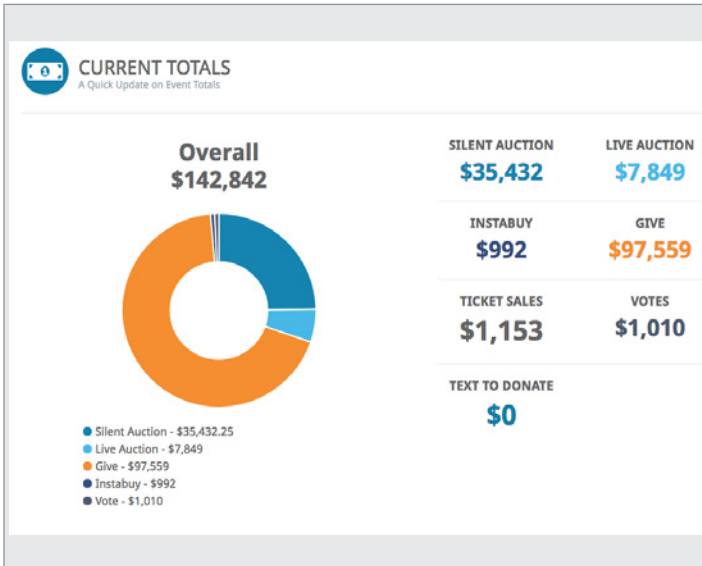 CURRENT TOTALS
A Quick Update on Event Totals
Overall
$142,842
Silent Auction - $35,432.25
Live Auction - $7,849
Give - $97,559
Instabuy - $992
Vote - $1,010
SILENT AUCTION
$35,432
LIVE AUCTION
$7,849
INSTABUY
$992
GIVE
$97,559
TICKET SALES
$1,153
VOTES
$1,010
TEXT TO DONATE
$0